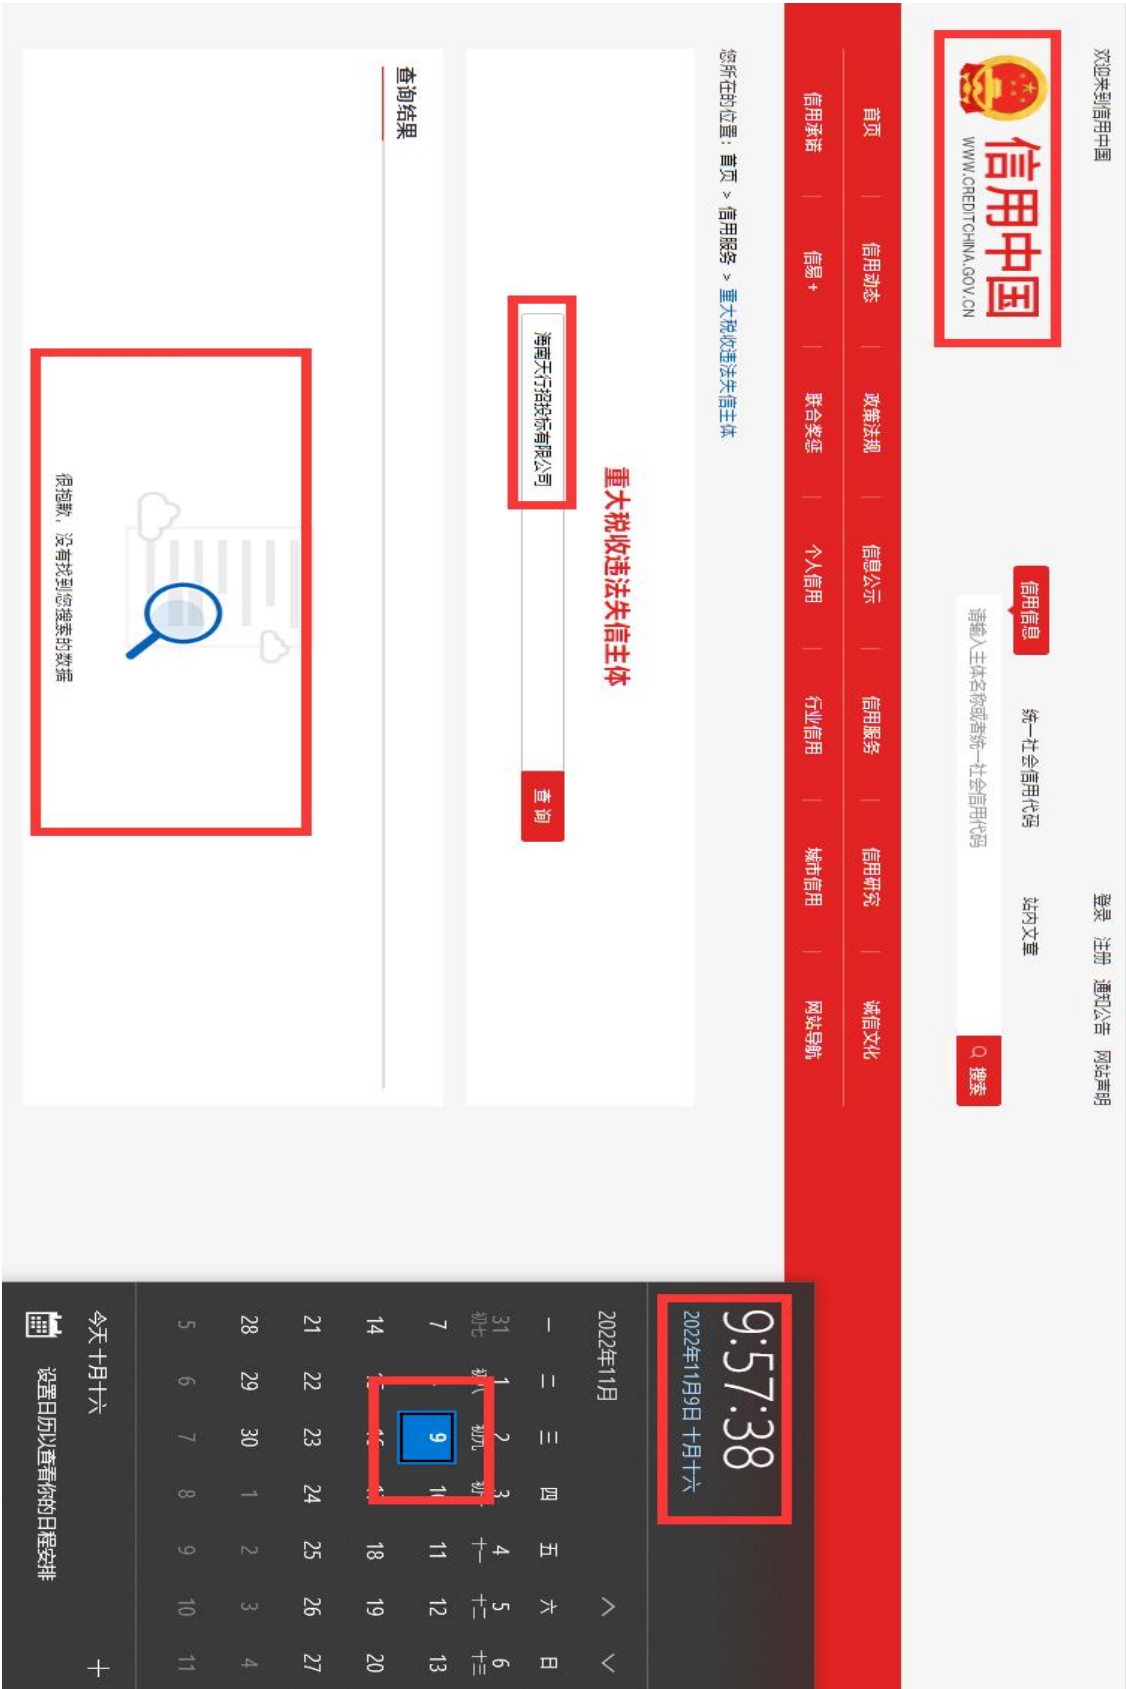 欢迎来到信用中国
登录 注册 通知公告 网站声明
信用中国
WWW.CREDITCHINA.GOV.CN
信用信息 统一社会信用代码 站内文章
请输入主体名称或者统一社会信用代码
搜索
首页 信用动态 政策法规 信息公示 信用服务 信用研究 诚信文化
信用承诺 信易+ 联合奖惩 个人信用 行业信用 城市信用 网站导航
您所在的位置：首页 > 信用服务 > 重大税收违法失信主体
重大税收违法失信主体
海南天行招投标有限公司
查询
查询结果
很抱歉，没有找到您搜索的数据
9:57:38
2022年11月9日 十月十六
2022年11月
一 二 三 四 五 六 日
31 1 2 3 4 5 6
初七 初八 初九 十一 十二 十三
7 9 10 11 12 13
14 16 17 18 19 20
21 22 23 24 25 26 27
28 29 30 1 2 3 4
5 6 7 8 9 10 11
今天十月十六 +
设置日历以查看你的日程安排